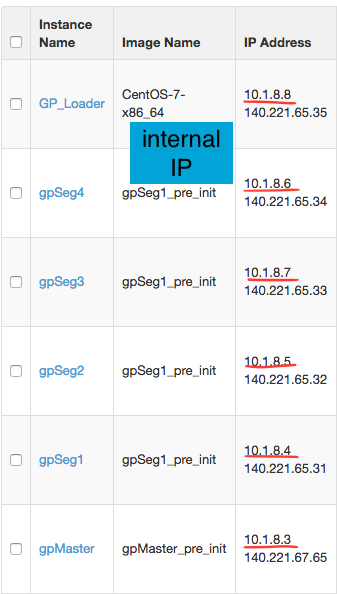 Instance
Name
Image Name
IP Address
GP_Loader
CentOS-7-
x86_64
10.1.8.8
140.221.65.35
internal
IP
gpSeg4
gpSeg1_pre_init
10.1.8.6
140.221.65.34
gpSeg3
gpSeg1_pre_init
10.1.8.7
140.221.65.33
gpSeg2
gpSeg1_pre_init
10.1.8.5
140.221.65.32
gpSeg1
gpSeg1_pre_init
10.1.8.4
140.221.65.31
gpMaster
gpMaster_pre_init
10.1.8.3
140.221.67.65